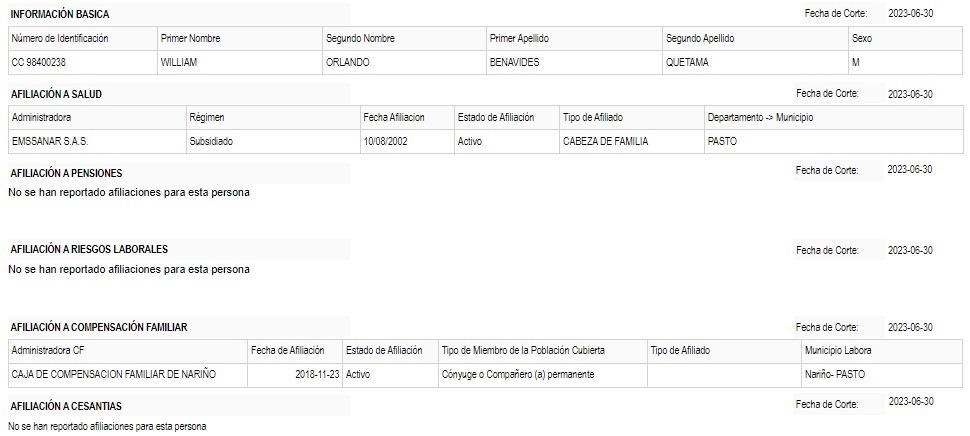 INFORMACIÓN BASICA Fecha de Corte: 2023-06-30
Número de Identificación Primer Nombre Segundo Nombre Primer Apellido Segundo Apellido Sexo
CC 98400238 WILLIAM ORLANDO BENAVIDES QUETAMA M
AFILIACIÓN A SALUD Fecha de Corte: 2023-06-30
Administradora Régimen Fecha Afiliacion Estado de Afiliación Tipo de Afiliado Departamento -> Municipio
EMSSANAR S.A.S. Subsidiado 10/08/2002 Activo CABEZA DE FAMILIA PASTO
AFILIACIÓN A PENSIONES Fecha de Corte: 2023-06-30
No se han reportado afiliaciones para esta persona
AFILIACIÓN A RIESGOS LABORALES Fecha de Corte: 2023-06-30
No se han reportado afiliaciones para esta persona
AFILIACIÓN A COMPENSACIÓN FAMILIAR Fecha de Corte: 2023-06-30
Administradora CF Fecha de Afiliación Estado de Afiliación Tipo de Miembro de la Población Cubierta Tipo de Afiliado Municipio Labora
CAJA DE COMPENSACION FAMILIAR DE NARIÑO 2018-11-23 Activo Cónyuge o Compañero (a) permanente Nariño- PASTO
AFILIACIÓN A CESANTIAS Fecha de Corte: 2023-06-30
No se han reportado afiliaciones para esta persona